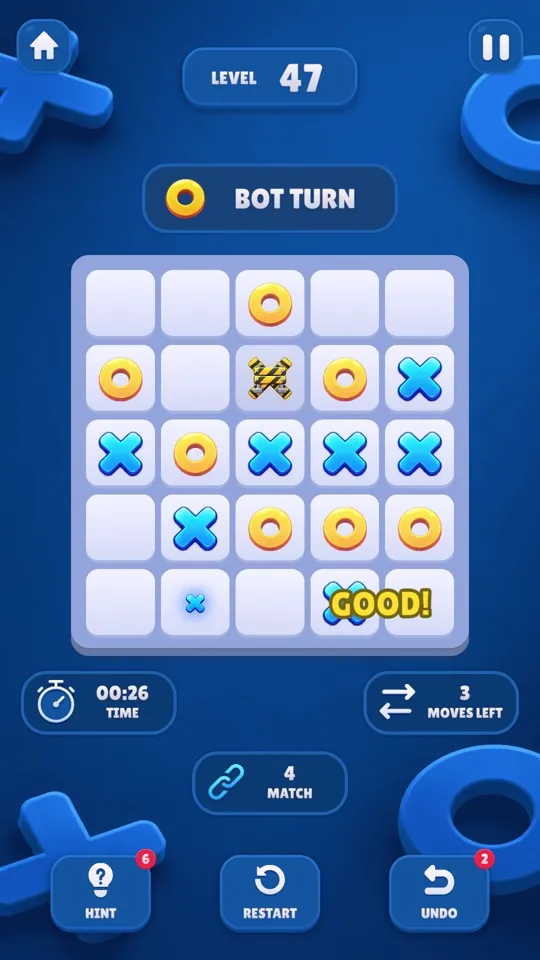 LEVEL 47
BOT TURN
GOOD!
00:26
TIME
3
MOVES LEFT
4
MATCH
6
HINT
RESTART
2
UNDO